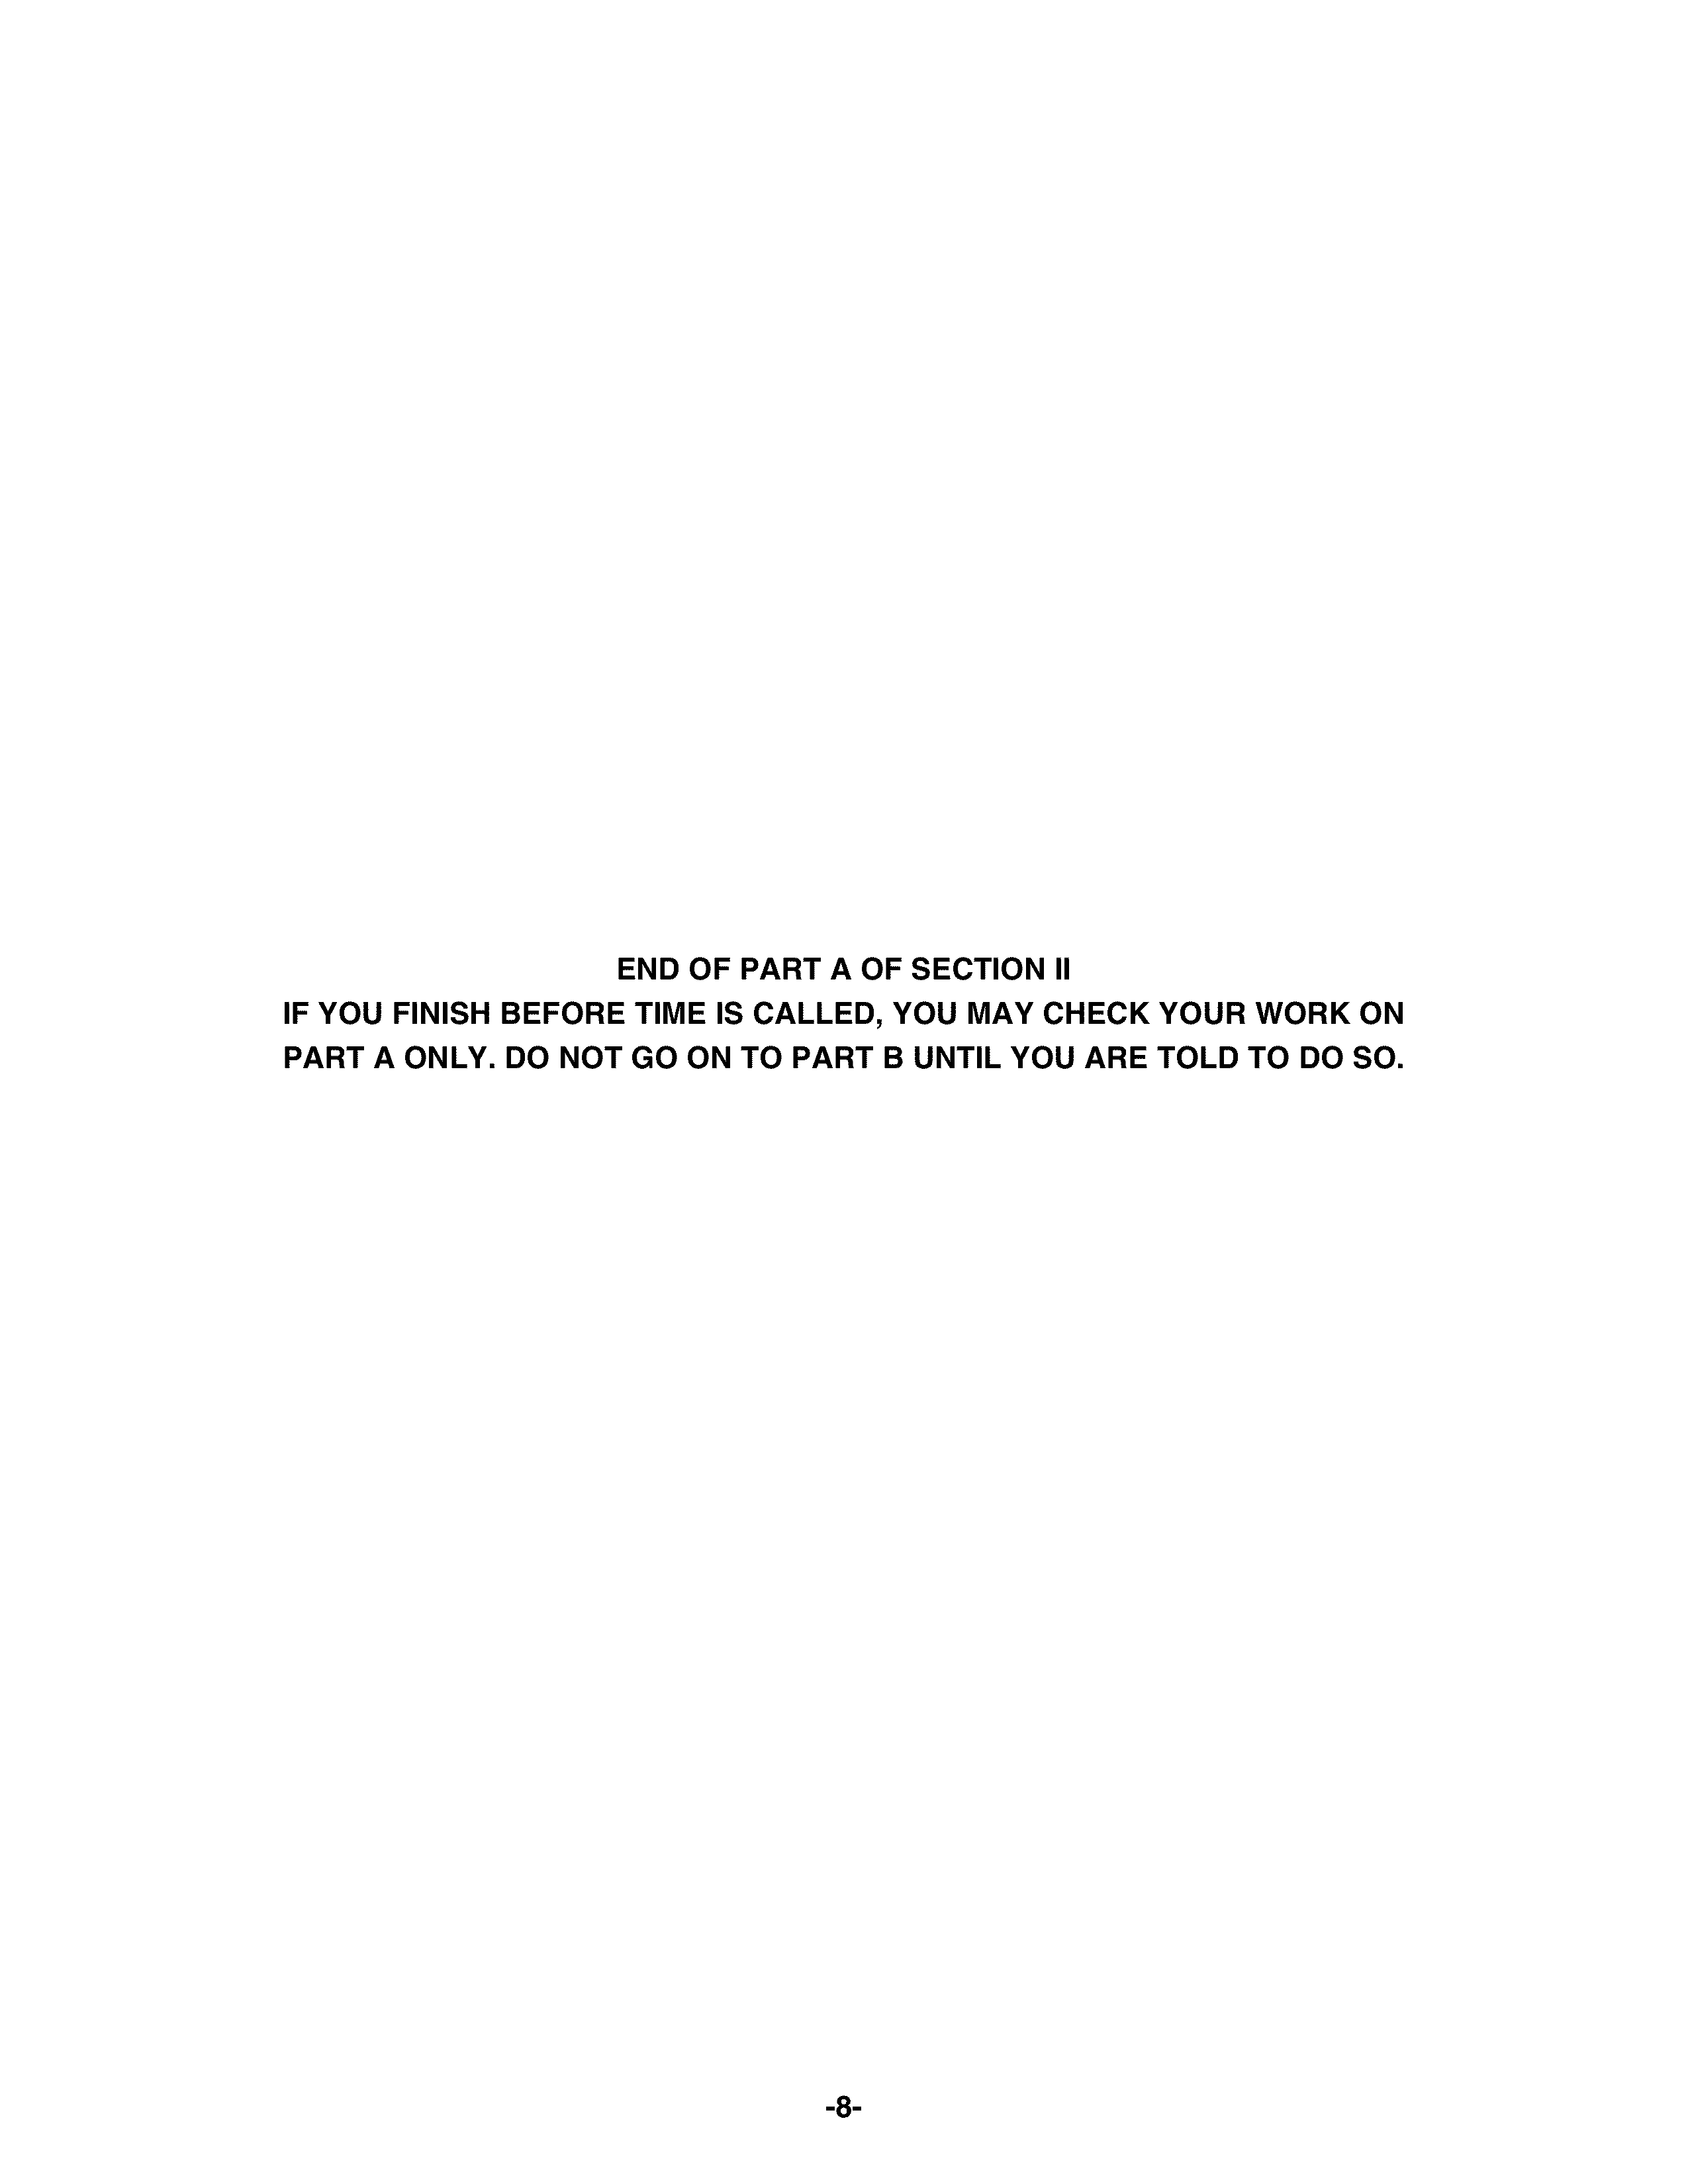 END OF PART A OF SECTION II
IF YOU FINISH BEFORE TIME IS CALLED, YOU MAY CHECK YOUR WORK ON
PART A ONLY. DO NOT GO ON TO PART B UNTIL YOU ARE TOLD TO DO SO.
-8-